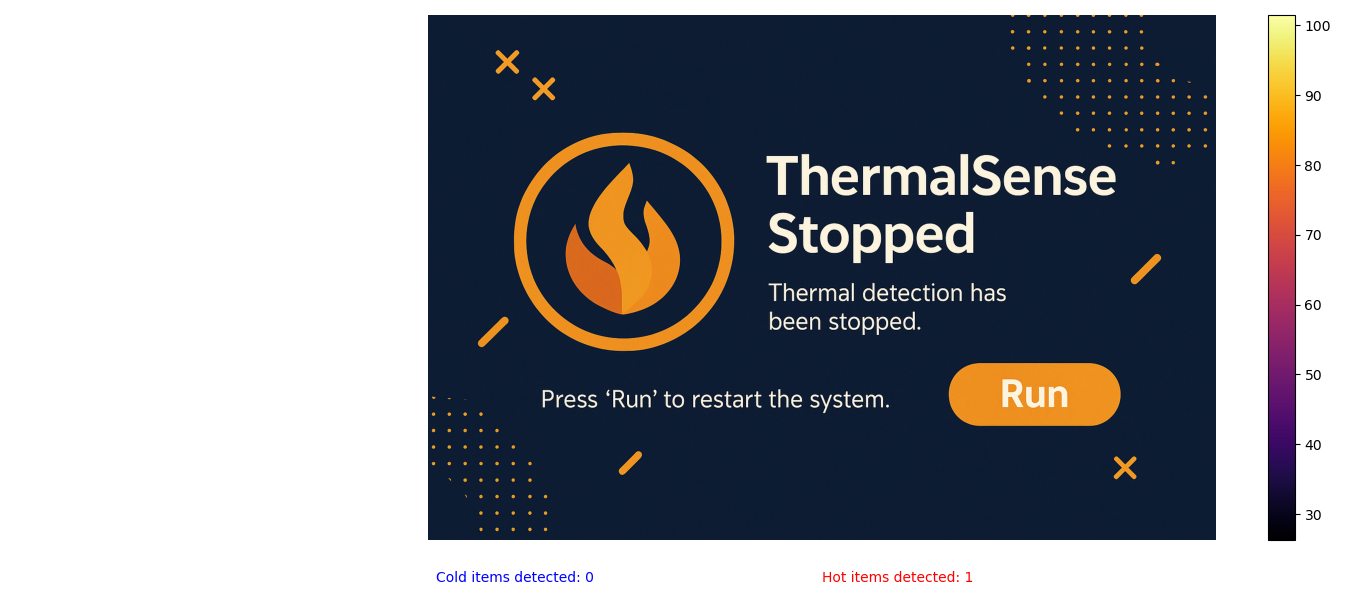 ThermalSense
Stopped
Thermal detection has
been stopped.
Press ‘Run’ to restart the system.
Run
100
90
80
70
60
50
40
30
Cold items detected: 0
Hot items detected: 1